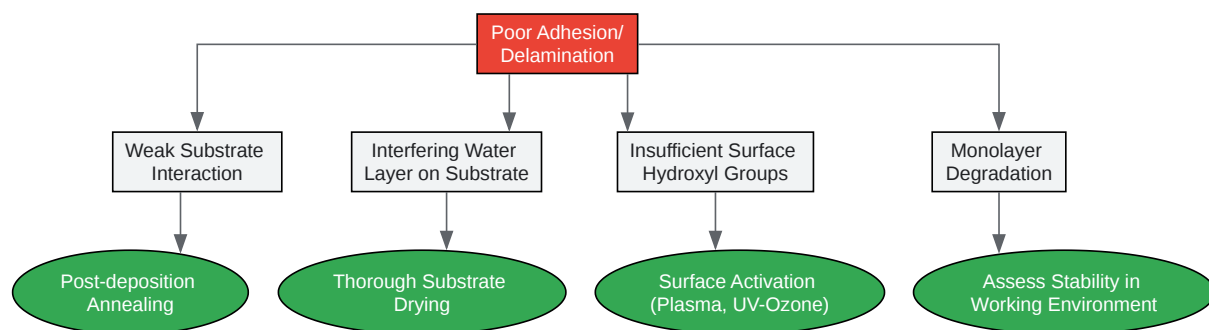 Poor Adhesion/
Delamination
Weak Substrate
Interaction
Interfering Water
Layer on Substrate
Insufficient Surface
Hydroxyl Groups
Monolayer
Degradation
Post-deposition
Annealing
Thorough Substrate
Drying
Surface Activation
(Plasma, UV-Ozone)
Assess Stability in
Working Environment